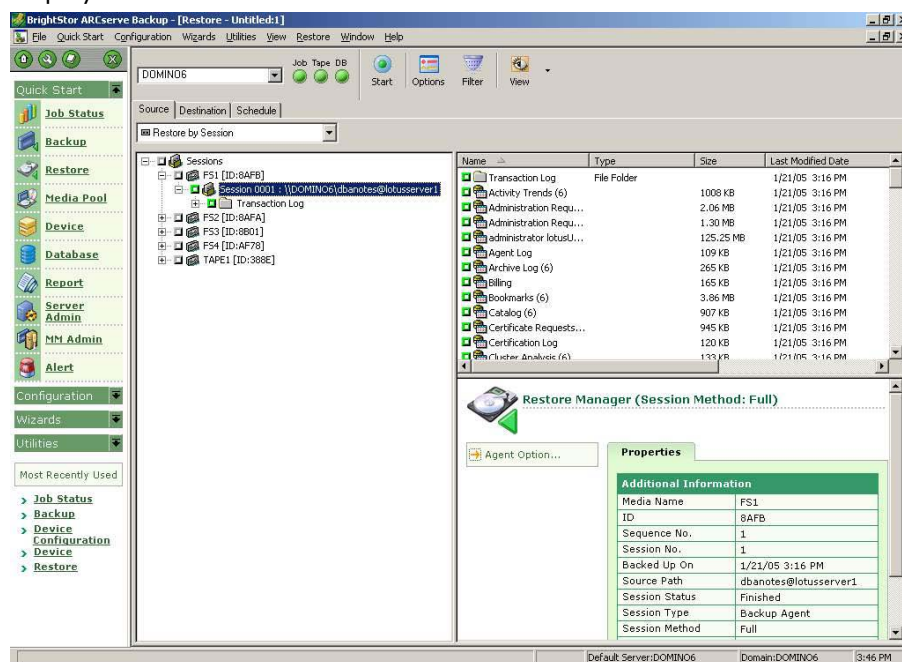 BrightStor ARCserve Backup - [Restore - Untitled:1]
File Quick Start Configuration Wizards Utilities View Restore Window Help
DOMINO6
Job Tape DB
Start
Options
Filter
View
Quick Start
Job Status
Backup
Restore
Media Pool
Device
Database
Report
Server Admin
MM Admin
Alert
Configuration
Wizards
Utilities
Most Recently Used
Job Status
Backup
Device Configuration
Device
Restore
Source Destination Schedule
Restore by Session
Sessions
FS1 [ID:8AFB]
Session 0001 : \\DOMINO6\dbanotes@lotusserver1
Transaction Log
FS2 [ID:8AFA]
FS3 [ID:8B01]
FS4 [ID:AF78]
TAPE1 [ID:388E]
Name Type Size Last Modified Date
Transaction Log File Folder 1/21/05 3:16 PM
Activity Trends (6) 1008 KB 1/21/05 3:16 PM
Administration Requ... 2.06 MB 1/21/05 3:16 PM
Administration Requ... 1.30 MB 1/21/05 3:16 PM
administrator lotusU... 125.25 MB 1/21/05 3:16 PM
Agent Log 109 KB 1/21/05 3:16 PM
Archive Log (6) 265 KB 1/21/05 3:16 PM
Billing 165 KB 1/21/05 3:16 PM
Bookmarks (6) 3.86 MB 1/21/05 3:16 PM
Catalog (6) 907 KB 1/21/05 3:16 PM
Certificate Requests... 945 KB 1/21/05 3:16 PM
Certification Log 120 KB 1/21/05 3:16 PM
Cluster Analysis (6) 133 KB 1/21/05 3:16 PM
Restore Manager (Session Method: Full)
Agent Option...
Properties
Additional Information
Media Name FS1
ID 8AFB
Sequence No. 1
Session No. 1
Backed Up On 1/21/05 3:16 PM
Source Path dbanotes@lotusserver1
Session Status Finished
Session Type Backup Agent
Session Method Full
Default Server:DOMINO6 Domain:DOMINO6 3:46 PM